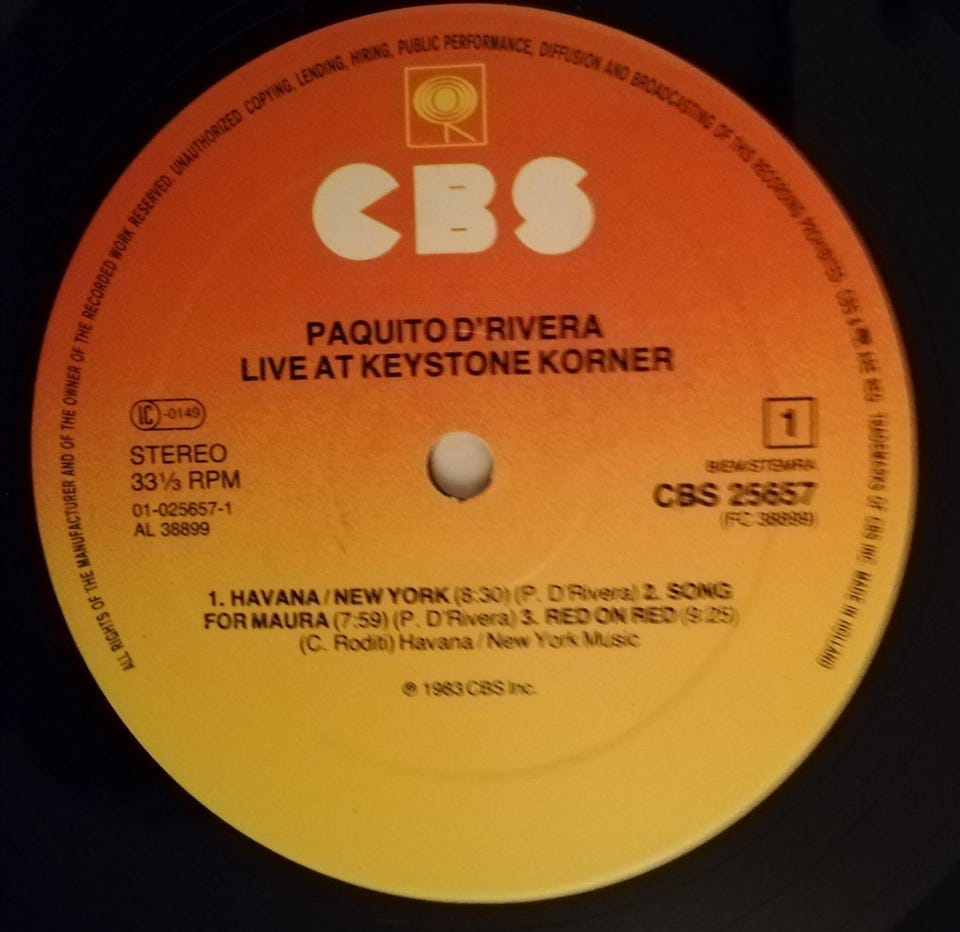 ALL RIGHTS OF THE MANUFACTURER AND OF THE OWNER OF THE RECORDED WORK RESERVED. UNAUTHORIZED COPYING, LENDING, HIRING, PUBLIC PERFORMANCE, DIFFUSION AND BROADCASTING OF THIS RECORDING PROHIBITED. TRADEMARKS OF CBS INC. MADE IN HOLLAND
CBS
PAQUITO D'RIVERA
LIVE AT KEYSTONE KORNER
LC -0149
1
STEREO
BIEM/STEMRA
33⅓ RPM
CBS 25657
01-025657-1
(FC 38899)
AL 38899
1. HAVANA / NEW YORK (8:30) (P. D'Rivera) 2. SONG
FOR MAURA (7:59) (P. D'Rivera) 3. RED ON RED (9:25)
(C. Roditi) Havana / New York Music
℗ 1983 CBS Inc.